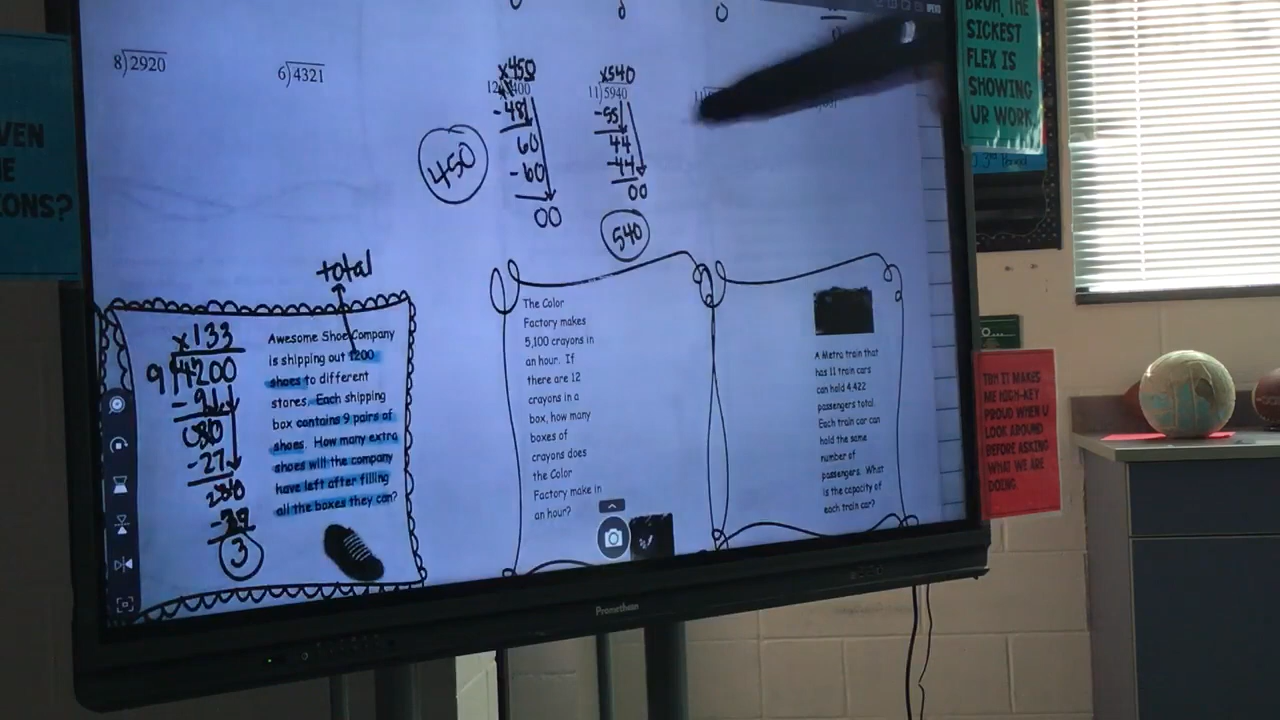 BRUH, THE
SICKEST
FLEX IS
SHOWING
UR WORK.
8)2920
6)4321
x450
-48
60
-60
00
450
x540
11)5940
-55
44
-44
00
540
total
x133
9)1200
-9
30
-27
-27
3
Awesome Shoe Company
is shipping out 1200
shoes to different
stores. Each shipping
box contains 9 pairs of
shoes. How many extra
shoes will the company
have left after filling
all the boxes they can?
The Color
Factory makes
5,100 crayons in
an hour. If
there are 12
crayons in a
box, how many
boxes of
crayons does
the Color
Factory make in
an hour?
A Metro train that
has 11 train cars
can hold 4,422
passengers total.
Each train car can
hold the same
number of
passengers. What
is the capacity of
each train car?
TBH IT MAKES
ME HIGH-KEY
PROUD WHEN U
LOOK AROUND
BEFORE ASKING
WHAT WE ARE
DOING.
Promethean